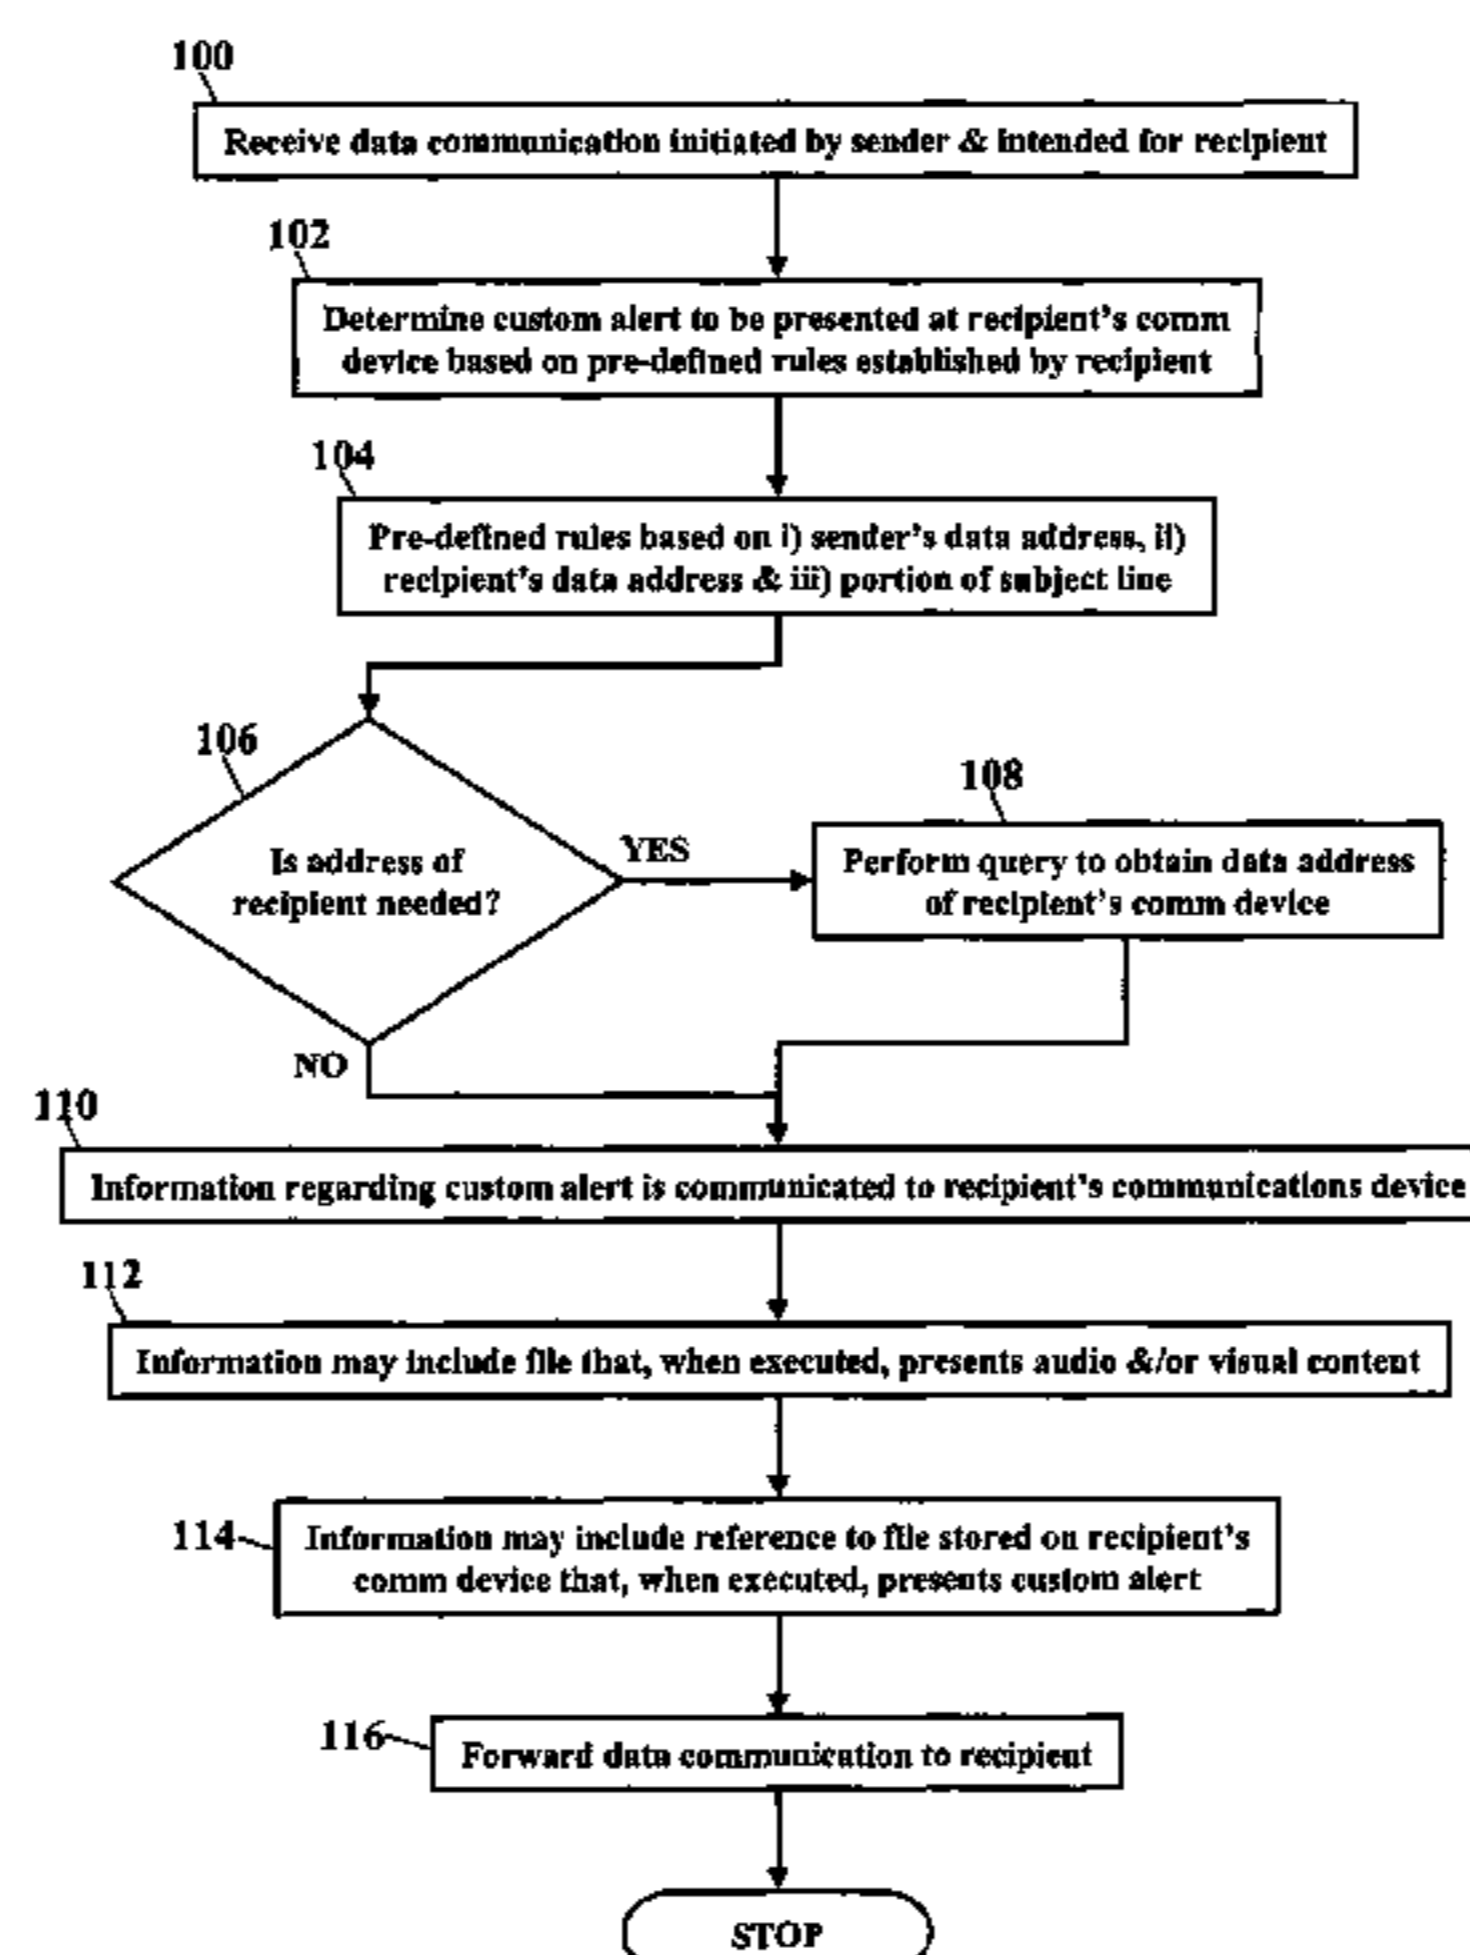 100
Receive data communication initiated by sender & intended for recipient
102
Determine custom alert to be presented at recipient's comm
device based on pre-defined rules established by recipient
104
Pre-defined rules based on i) sender's data address, ii)
recipient's data address & iii) portion of subject line
106
Is address of
recipient needed?
YES
108
Perform query to obtain data address
of recipient's comm device
NO
110
Information regarding custom alert is communicated to recipient's communications device
112
Information may include file that, when executed, presents audio &/or visual content
114
Information may include reference to file stored on recipient's
comm device that, when executed, presents custom alert
116
Forward data communication to recipient
STOP